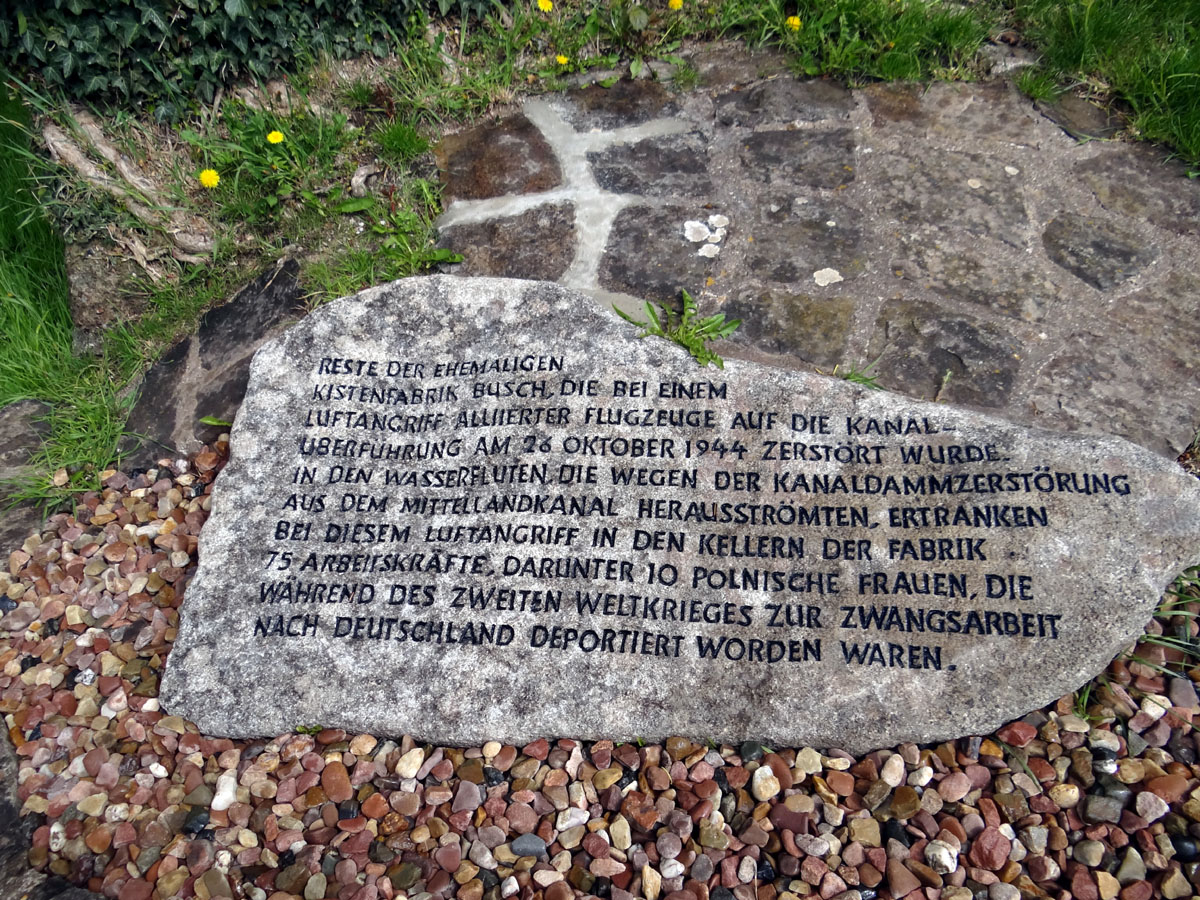 RESTE DER EHEMALIGEN
KISTENFABRIK BUSCH, DIE BEI EINEM
LUFTANGRIFF ALLIIERTER FLUGZEUGE AUF DIE KANAL-
ÜBERFÜHRUNG AM 26 OKTOBER 1944 ZERSTÖRT WURDE.
IN DEN WASSERFLUTEN, DIE WEGEN DER KANALDAMMZERSTÖRUNG
AUS DEM MITTELLANDKANAL HERAUSSTRÖMTEN, ERTRANKEN
BEI DIESEM LUFTANGRIFF IN DEN KELLERN DER FABRIK
75 ARBEITSKRÄFTE, DARUNTER 10 POLNISCHE FRAUEN, DIE
WÄHREND DES ZWEITEN WELTKRIEGES ZUR ZWANGSARBEIT
NACH DEUTSCHLAND DEPORTIERT WORDEN WAREN.